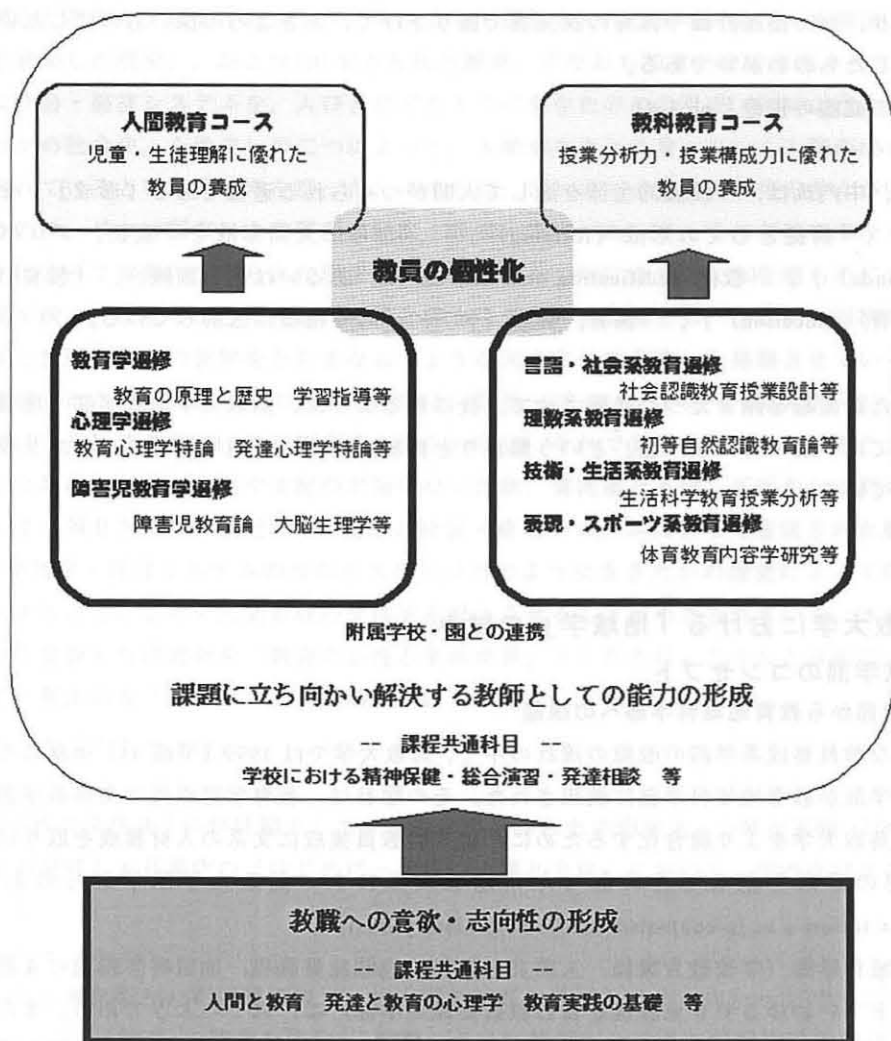 人間教育コース
児童・生徒理解に優れた
教員の養成
教科教育コース
授業分析力・授業構成力に優れた
教員の養成
教員の個性化
教育学選修
教育の原理と歴史 学習指導等
心理学選修
教育心理学特論 発達心理学特論等
障害児教育学選修
障害児教育論 大脳生理学等
言語・社会系教育選修
社会認識教育授業設計等
理数系教育選修
初等自然認識教育論等
技術・生活系教育選修
生活科学教育授業分析等
表現・スポーツ系教育選修
体育教育内容学研究等
附属学校・園との連携
課題に立ち向かい解決する教師としての能力の形成
-- 課程共通科目 --
学校における精神保健・総合演習・発達相談 等
教職への意欲・志向性の形成
-- 課程共通科目 --
人間と教育 発達と教育の心理学 教育実践の基礎 等